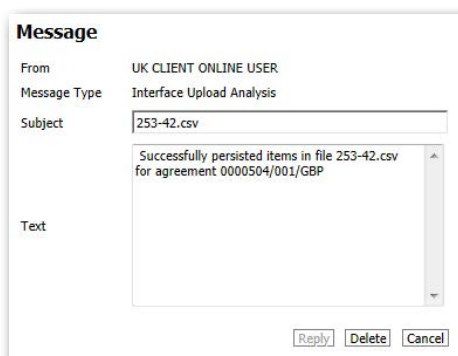 Message
From UK CLIENT ONLINE USER
Message Type Interface Upload Analysis
Subject 253-42.csv
Successfully persisted items in file 253-42.csv
for agreement 0000504/001/GBP
Text
Reply Delete Cancel